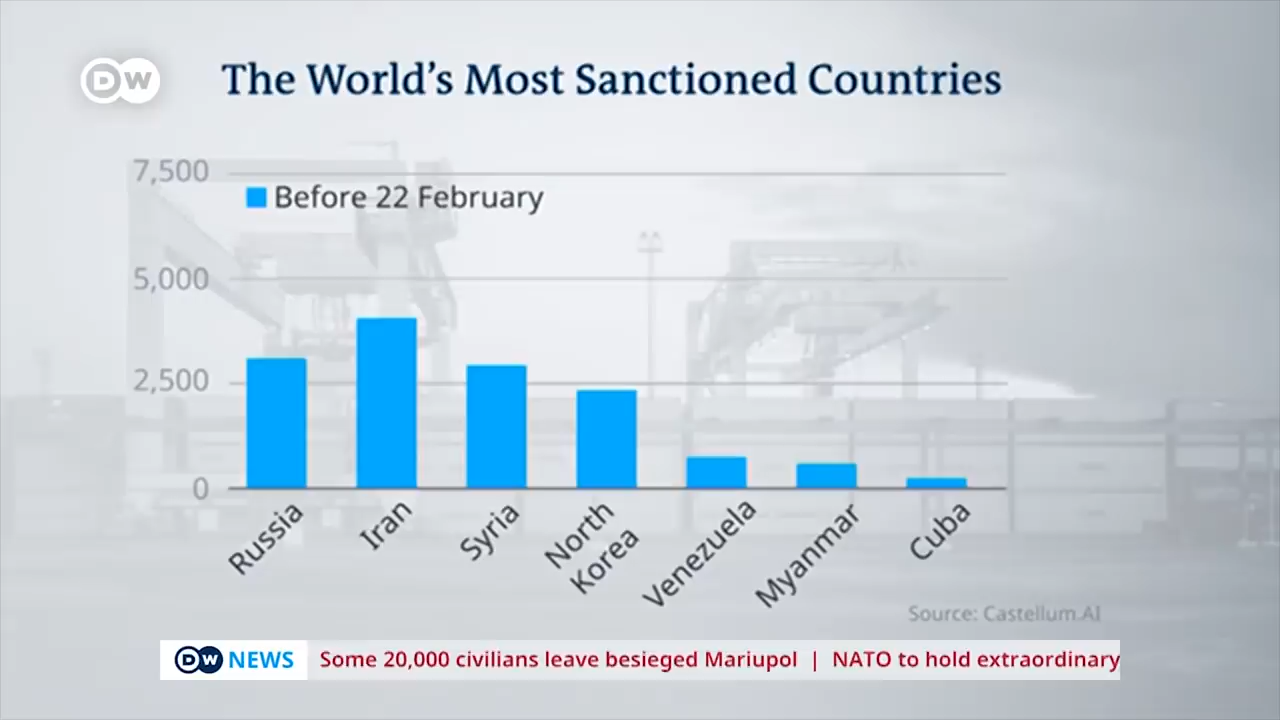 DW
The World's Most Sanctioned Countries
7,500
Before 22 February
5,000
2,500
0
Russia
Iran
Syria
North
Korea
Venezuela
Myanmar
Cuba
Source: Castellum.AI
DW NEWS Some 20,000 civilians leave besieged Mariupol | NATO to hold extraordinary